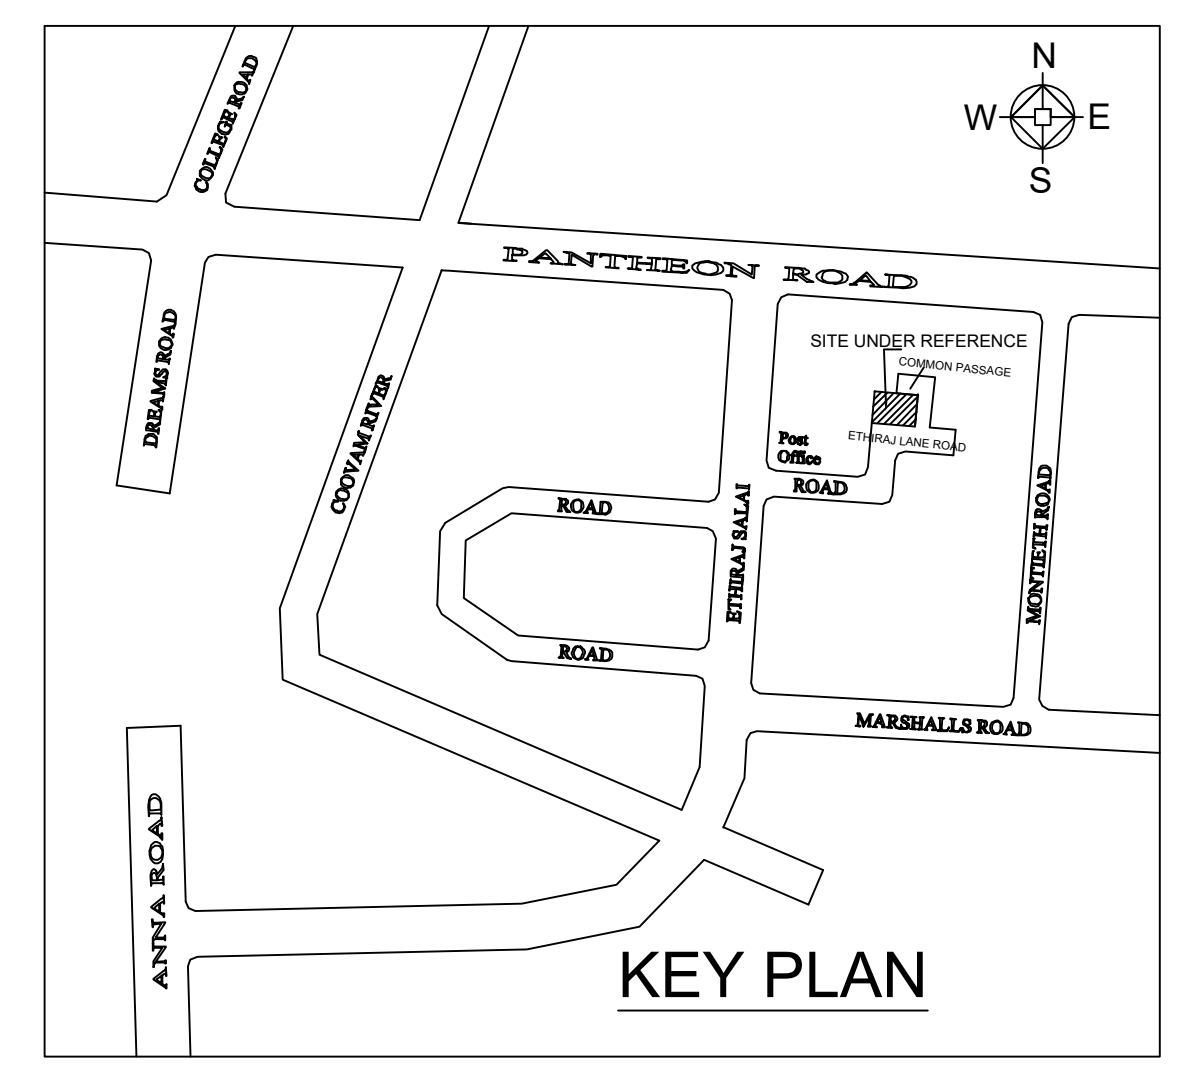 N
W
E
S
COLLEGE ROAD
PANTHEON ROAD
DREAMS ROAD
SITE UNDER REFERENCE
COMMON PASSAGE
COOVAM RIVER
Post
Office
ETHIRAJ LANE ROAD
ROAD
ROAD
ETHIRAJ SALAI
MONTIETH ROAD
ROAD
MARSHALLS ROAD
ANNA ROAD
KEY PLAN